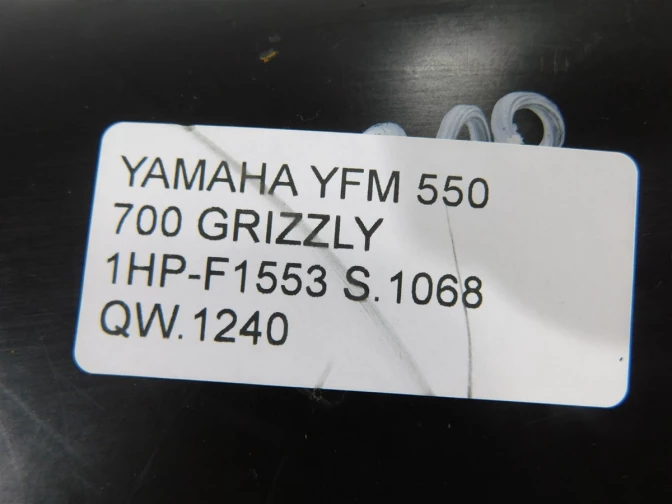 YAMAHA YFM 550
700 GRIZZLY
1HP-F1553 S.1068
QW.1240